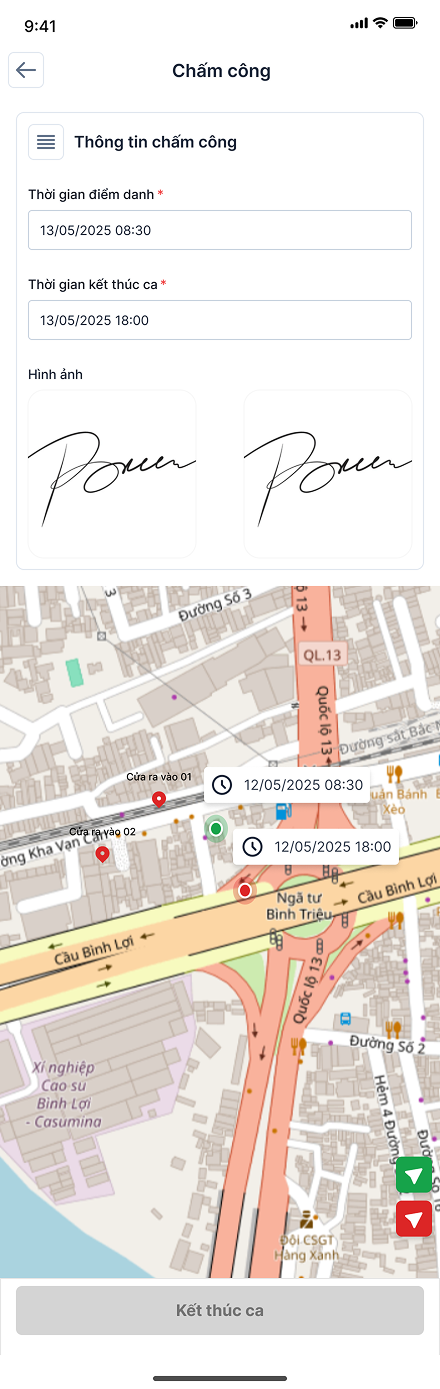 9:41
Chấm công
Thông tin chấm công
Thời gian điểm danh *
13/05/2025 08:30
Thời gian kết thúc ca *
13/05/2025 18:00
Hình ảnh
Đường Số 3
QL.13
Quốc lộ 13
Đường sắt Bắc N
Cửa ra vào 01
12/05/2025 08:30
uán Bánh
Xèo
Cửa ra vào 02
ờng Kha Vạn Cân
12/05/2025 18:00
Ngã tư
Bình Triệu
Cầu Bình Lợi
Cầu Bình Lợi
Quốc lộ 13
Đường Số 2
Xí nghiệp
Cao su
Bình Lợi
- Casumina
Hẻm 4 Đường
Đội CSGT
Hàng Xanh
Kết thúc ca